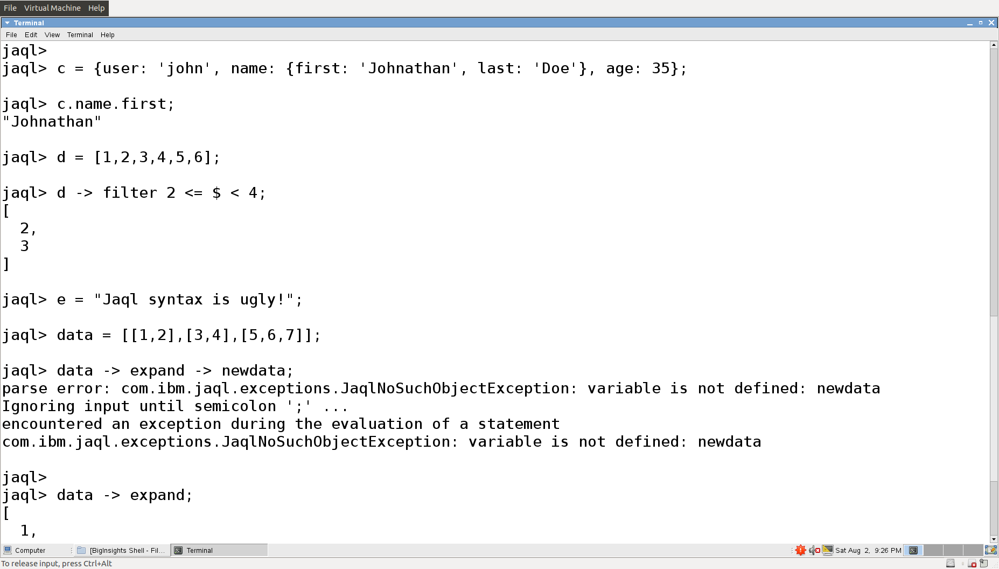 File Virtual Machine Help
Terminal
File Edit View Terminal Help
jaql>
jaql> c = {user: 'john', name: {first: 'Johnathan', last: 'Doe'}, age: 35};
jaql> c.name.first;
"Johnathan"
jaql> d = [1,2,3,4,5,6];
jaql> d -> filter 2 <= $ < 4;
[
  2,
  3
]
jaql> e = "Jaql syntax is ugly!";
jaql> data = [[1,2],[3,4],[5,6,7]];
jaql> data -> expand -> newdata;
parse error: com.ibm.jaql.exceptions.JaqlNoSuchObjectException: variable is not defined: newdata
Ignoring input until semicolon ';' ...
encountered an exception during the evaluation of a statement
com.ibm.jaql.exceptions.JaqlNoSuchObjectException: variable is not defined: newdata
jaql>
jaql> data -> expand;
[
  1,
Computer [BigInsights Shell - Fil... Terminal Sat Aug 2, 9:26 PM
To release input, press Ctrl+Alt